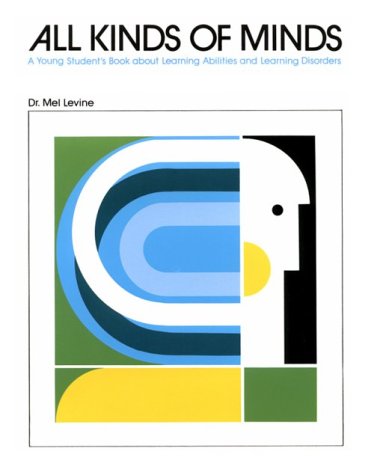 ALL KINDS OF MINDS
A Young Student's Book about Learning Abilities and Learning Disorders
Dr. Mel Levine